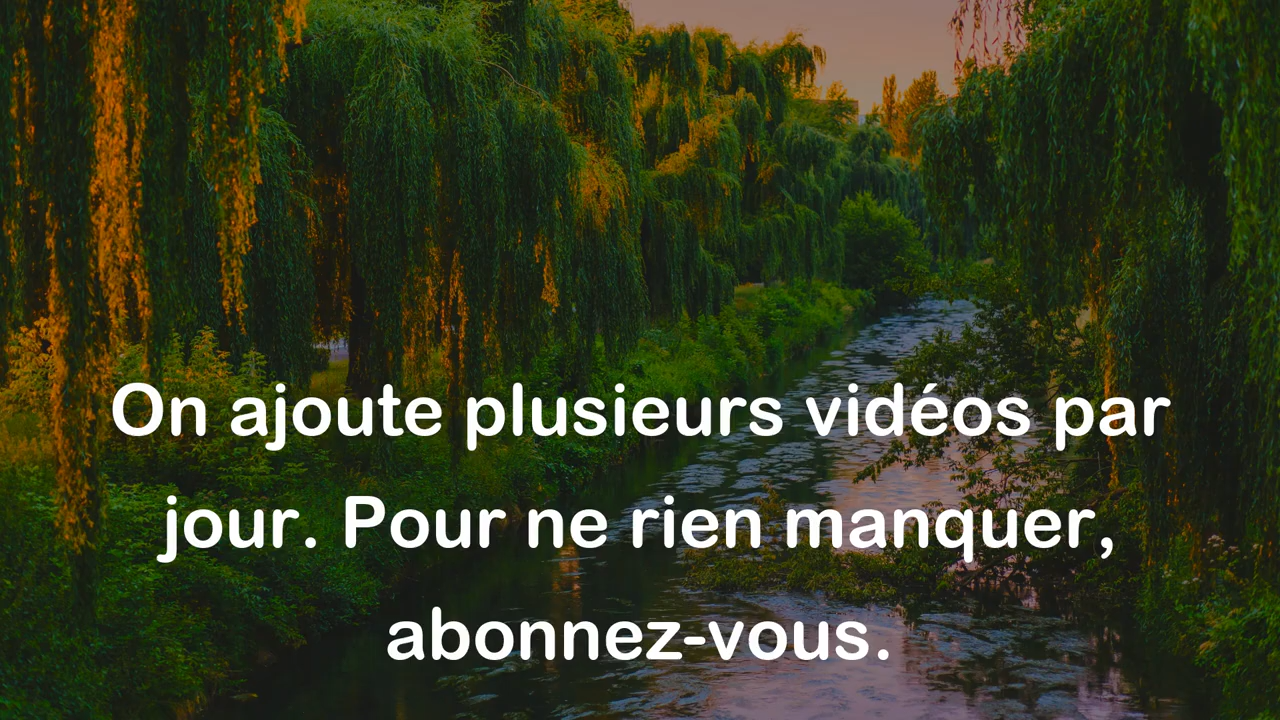 On ajoute plusieurs vidéos par
jour. Pour ne rien manquer,
abonnez-vous.